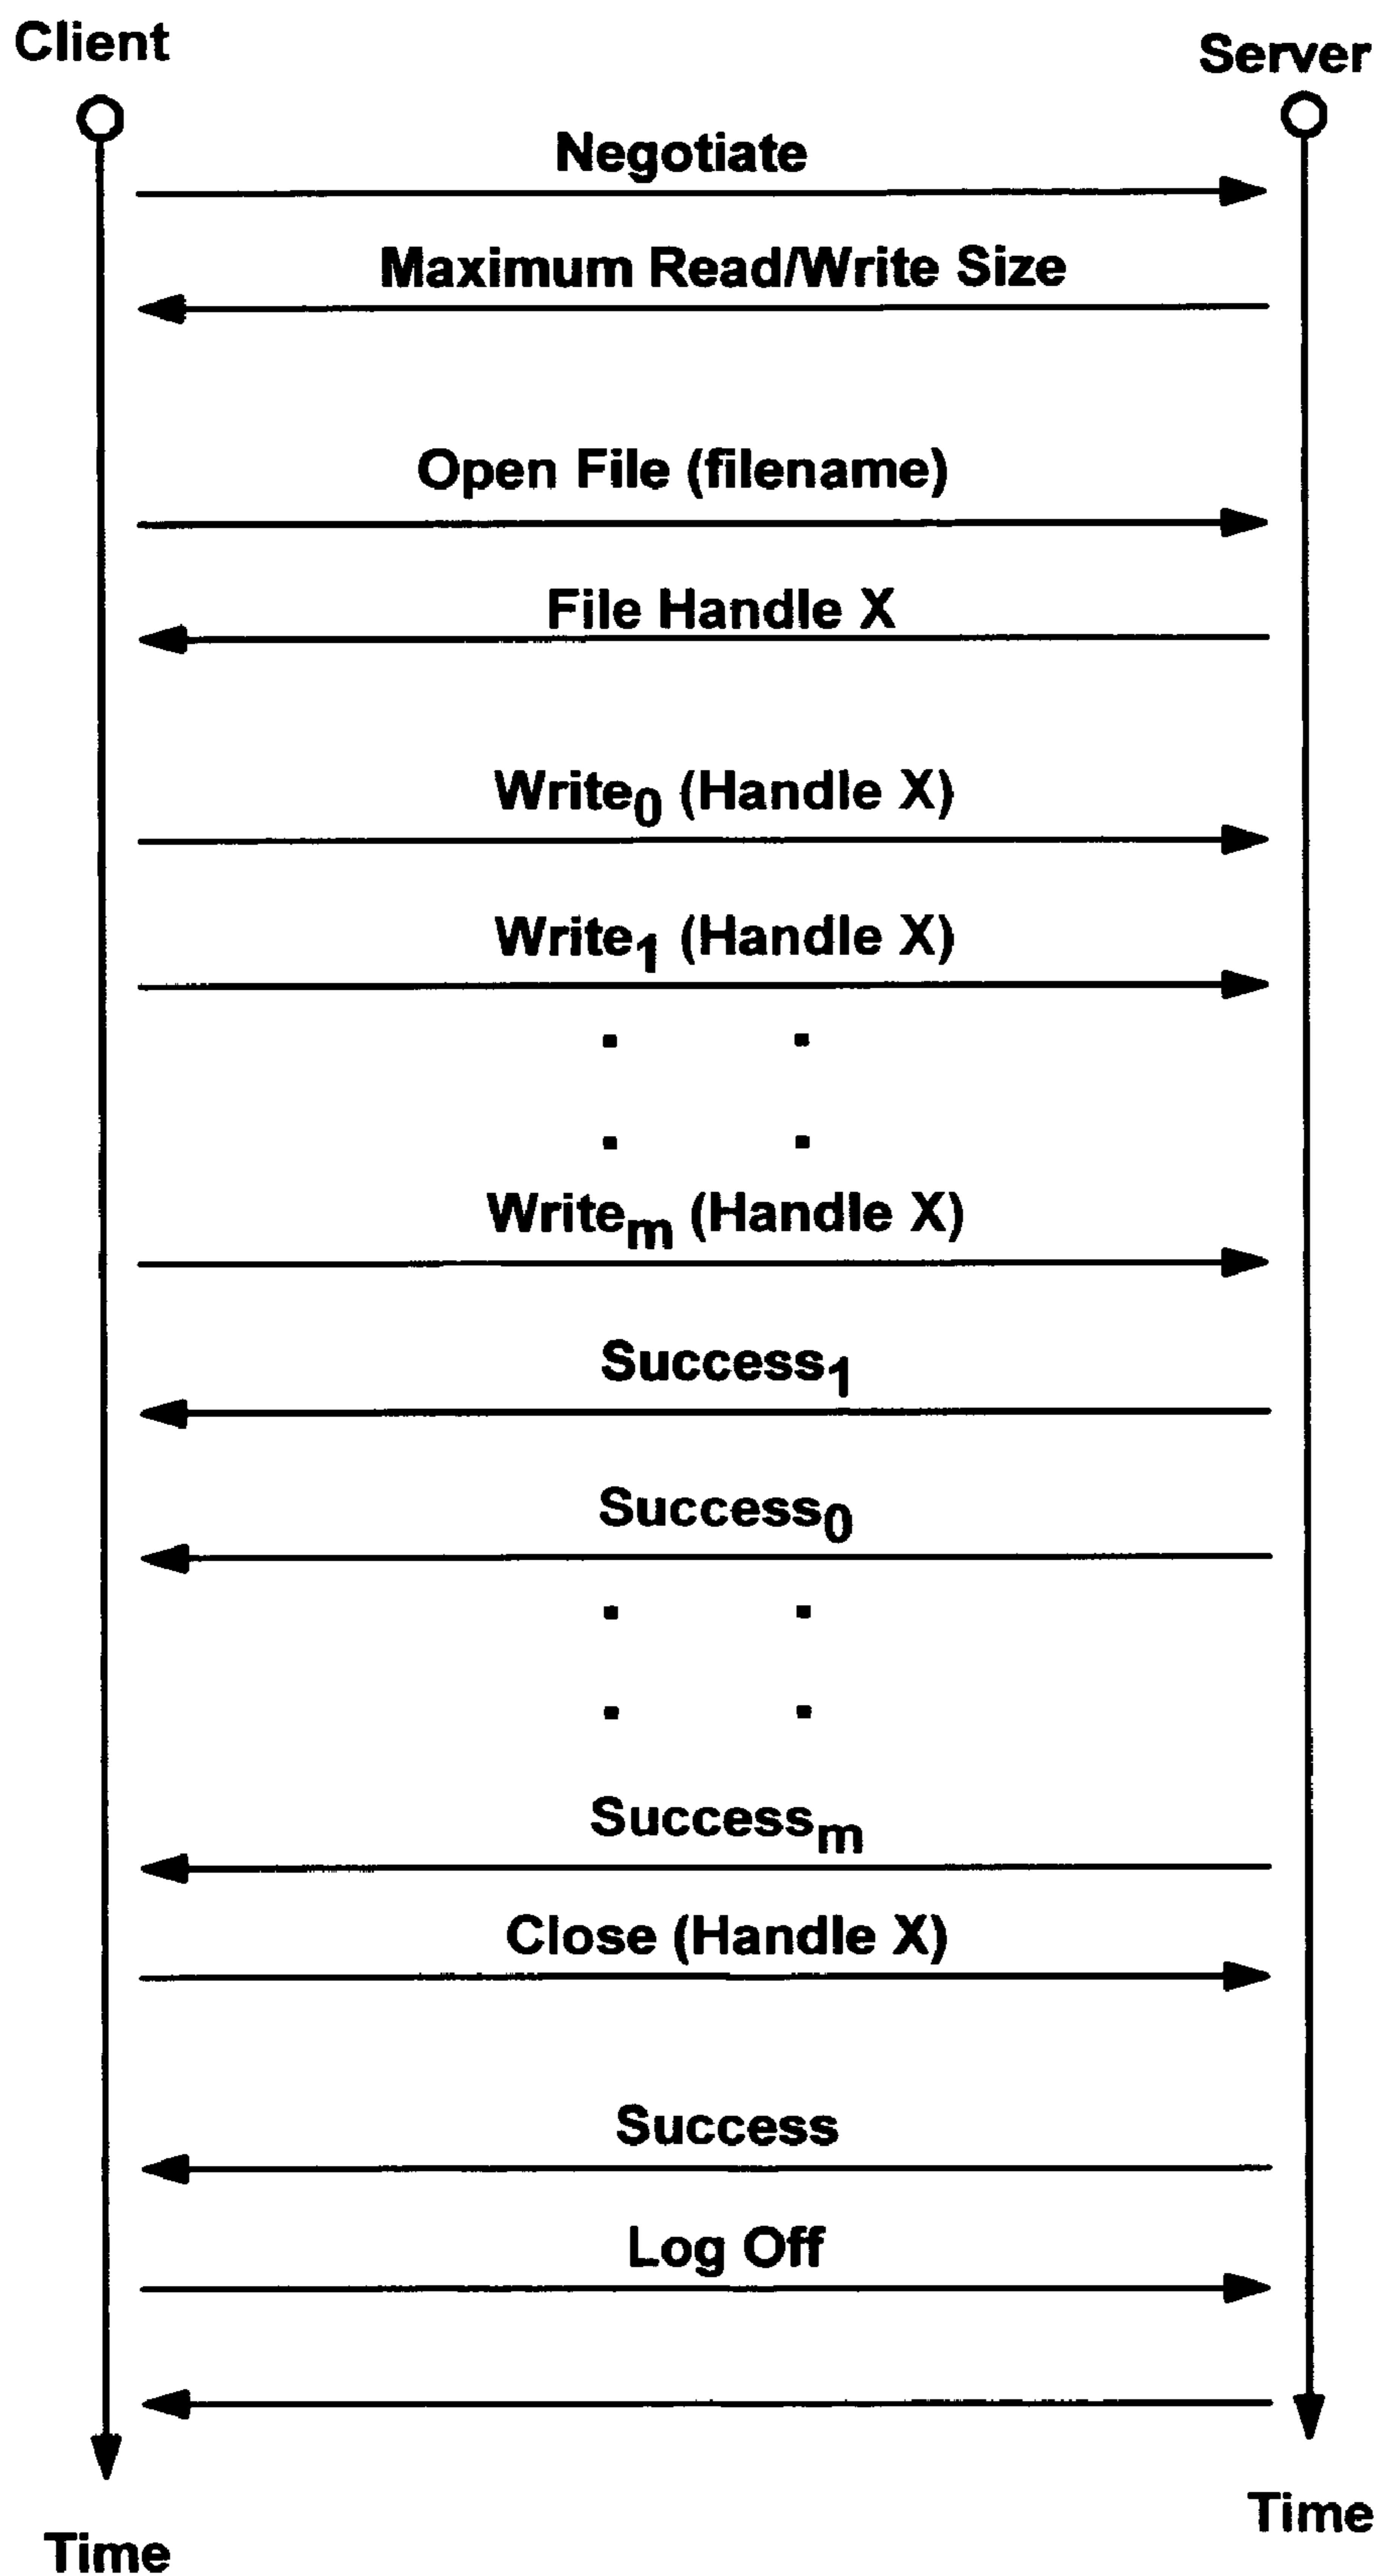 Client
Server
Negotiate
Maximum Read/Write Size
Open File (filename)
File Handle X
Write0 (Handle X)
Write1 (Handle X)
Writem (Handle X)
Success1
Success0
Successm
Close (Handle X)
Success
Log Off
Time
Time